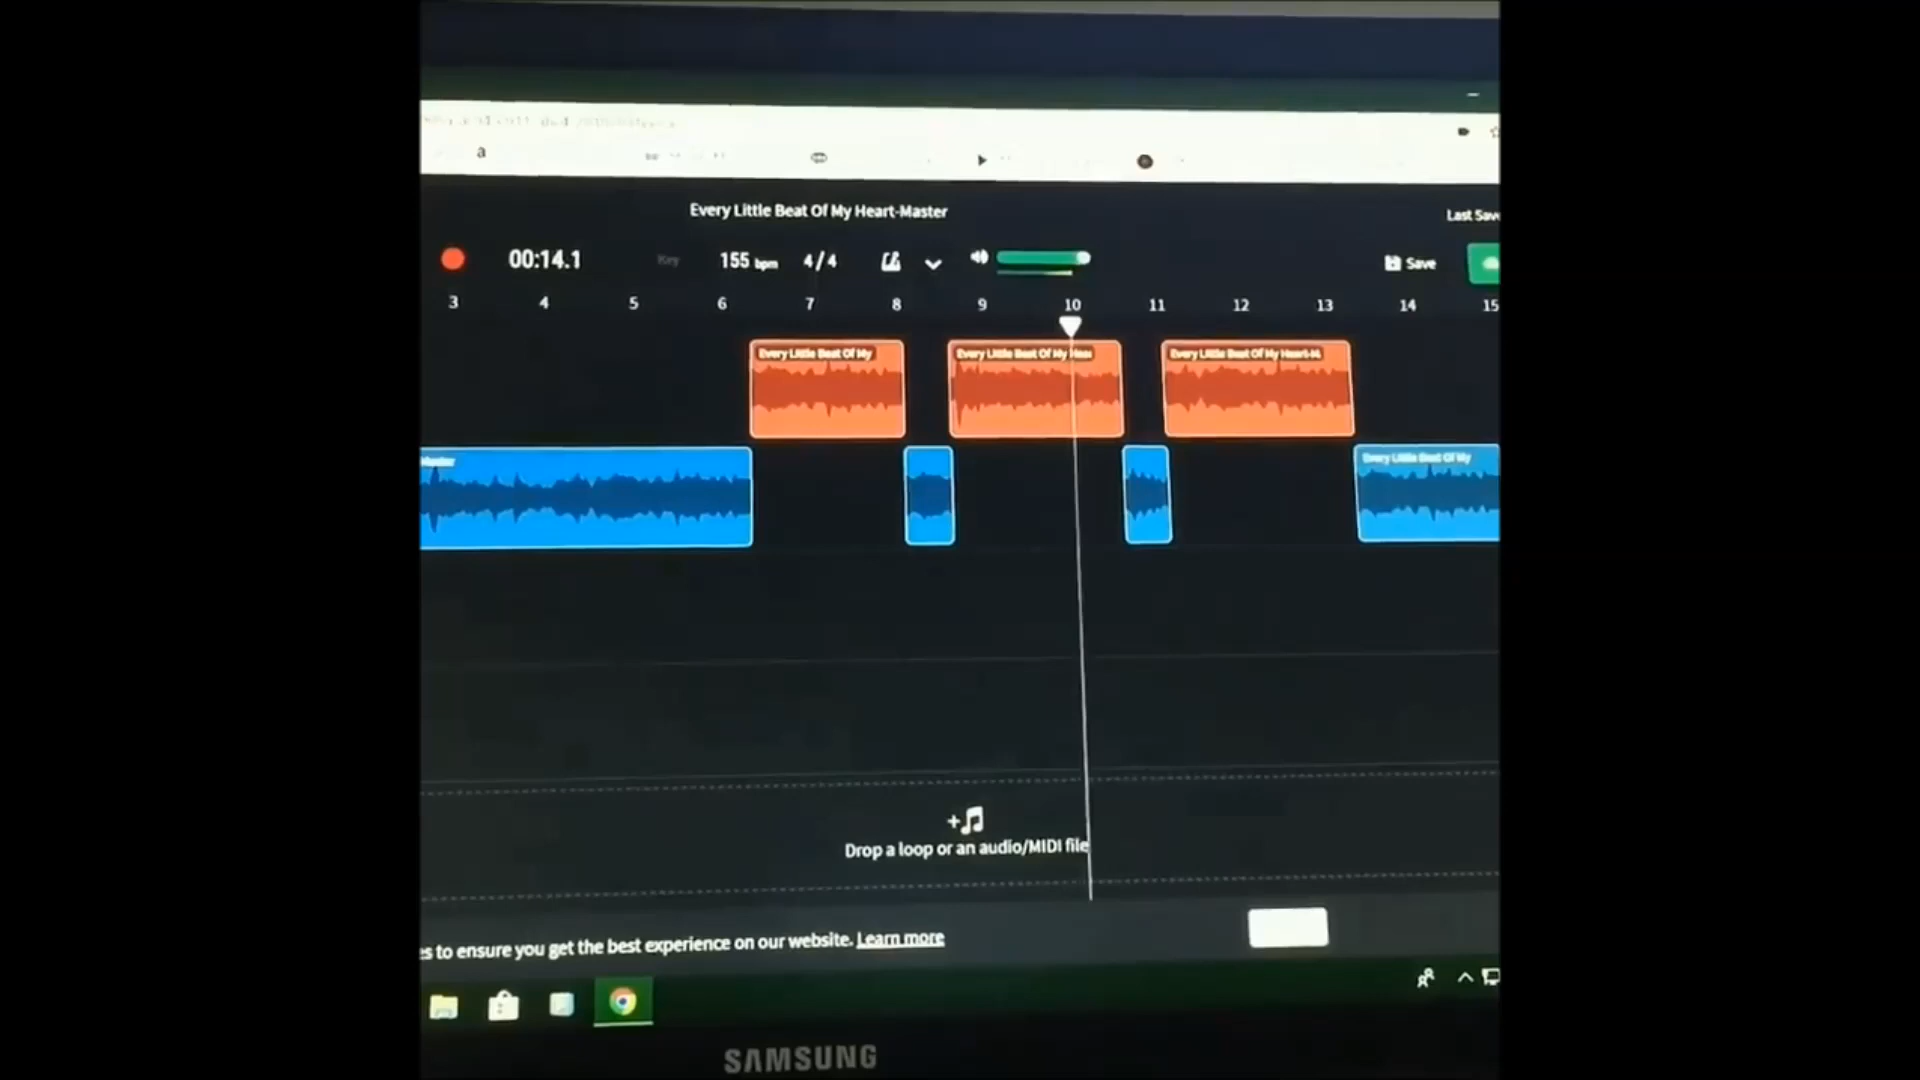 a
Every Little Beat Of My Heart-Master
Last Save
00:14.1
Key
155 bpm
4/4
Save
3 4 5 6 7 8 9 10 11 12 13 14 15
Every Little Beat Of My
Every Little Beat Of My Hear
Every Little Beat Of My Heart-M
Master
Every Little Beat Of My
Drop a loop or an audio/MIDI file
es to ensure you get the best experience on our website. Learn more
SAMSUNG